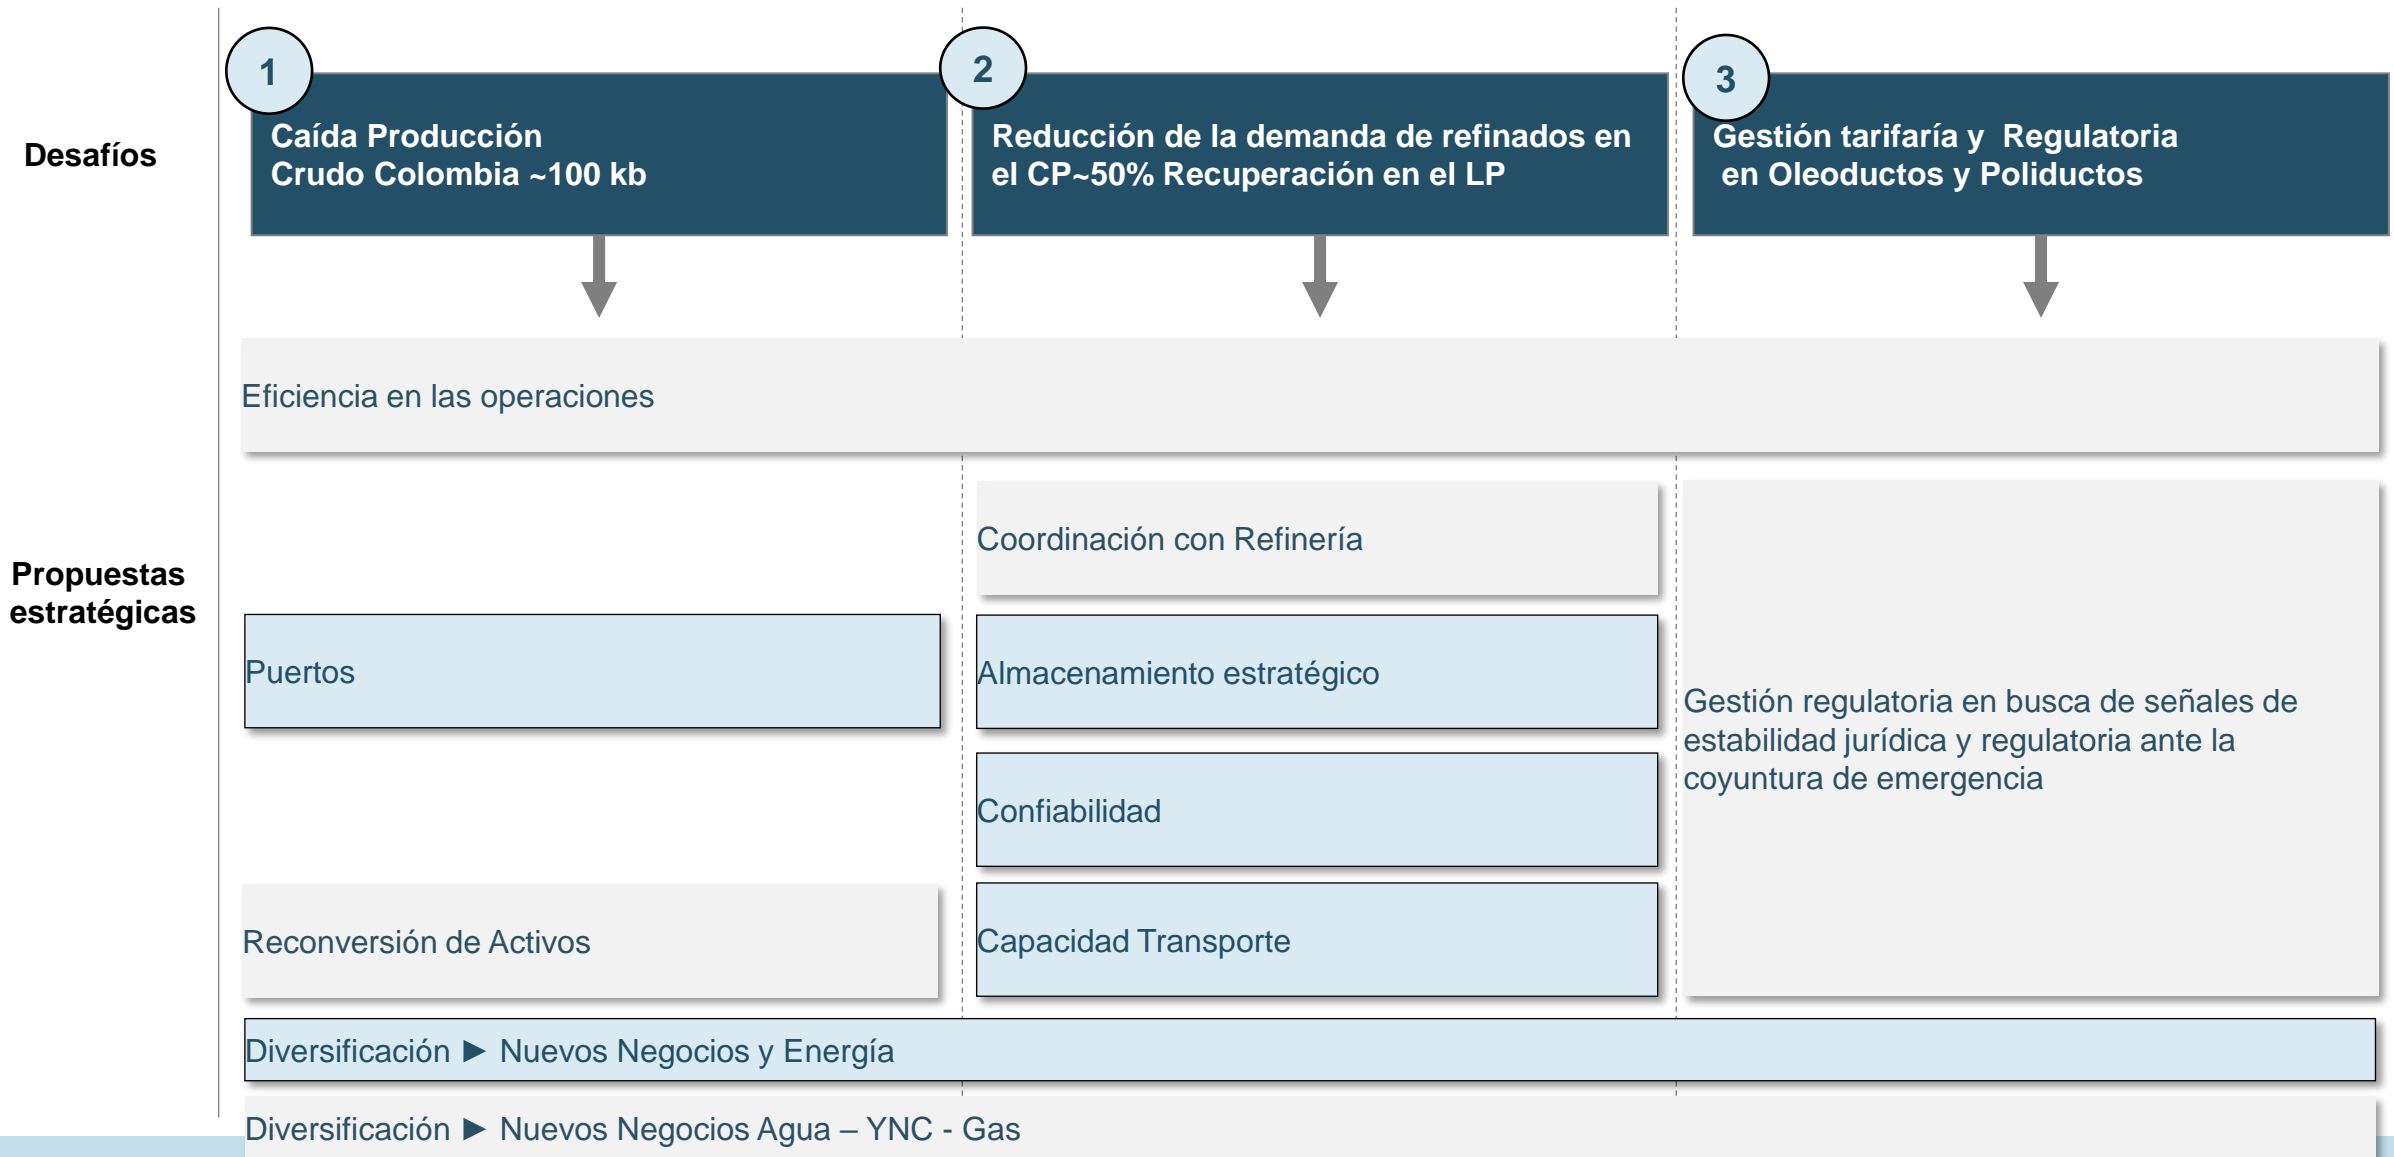 1
2
3
Desafíos
Caída Producción
Crudo Colombia ~100 kb
Reducción de la demanda de refinados en
el CP~50% Recuperación en el LP
Gestión tarifaría y  Regulatoria
en Oleoductos y Poliductos
Propuestas
estratégicas
Eficiencia en las operaciones
Coordinación con Refinería
Puertos
Almacenamiento estratégico
Gestión regulatoria en busca de señales de
estabilidad jurídica y regulatoria ante la
coyuntura de emergencia
Confiabilidad
Reconversión de Activos
Capacidad Transporte
Diversificación ► Nuevos Negocios y Energía
Diversificación ► Nuevos Negocios Agua – YNC - Gas